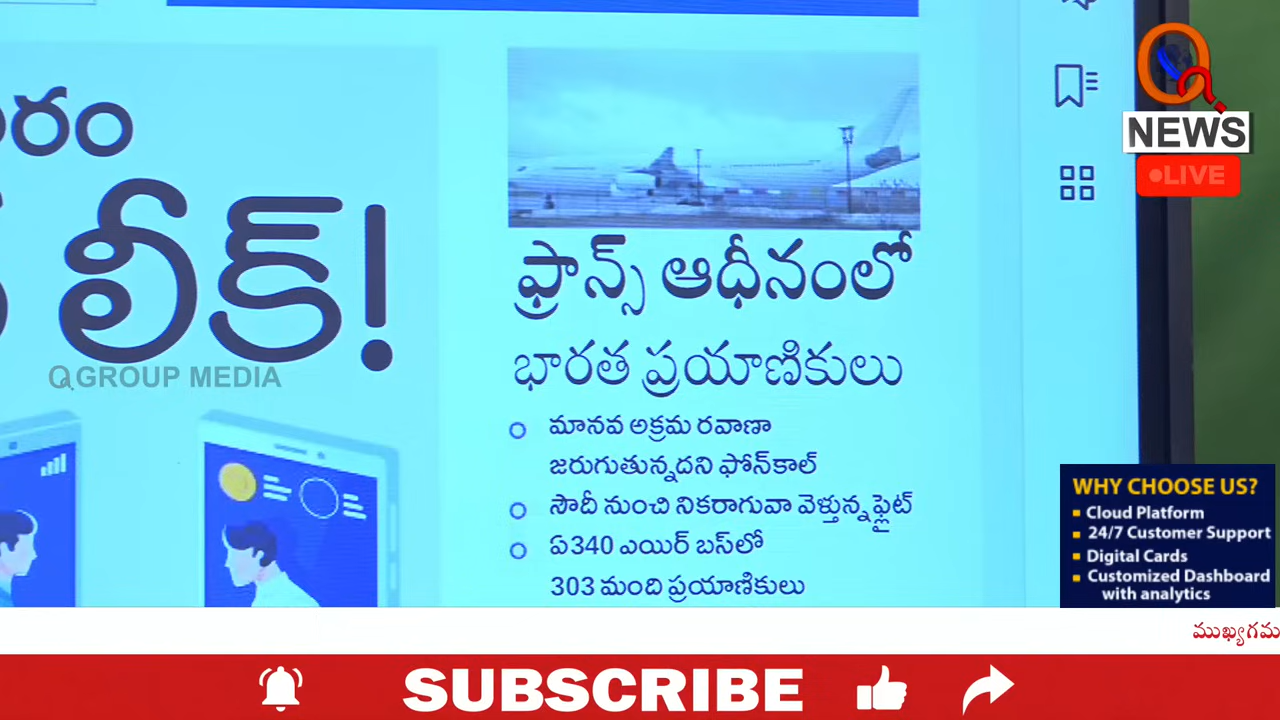 లీక్!
GROUP MEDIA
ఫ్రాన్స్ ఆధీనంలో
భారత ప్రయాణికులు
మానవ అక్రమ రవాణా
జరుగుతున్నదని ఫోన్‌కాల్
సౌదీ నుంచి నికరాగువా వెళ్తున్న ఫ్లైట్
ఏ340 ఎయిర్ బస్‌లో
303 మంది ప్రయాణికులు
Q
NEWS
LIVE
WHY CHOOSE US?
Cloud Platform
24/7 Customer Support
Digital Cards
Customized Dashboard
with analytics
ముఖ్యగమ
SUBSCRIBE